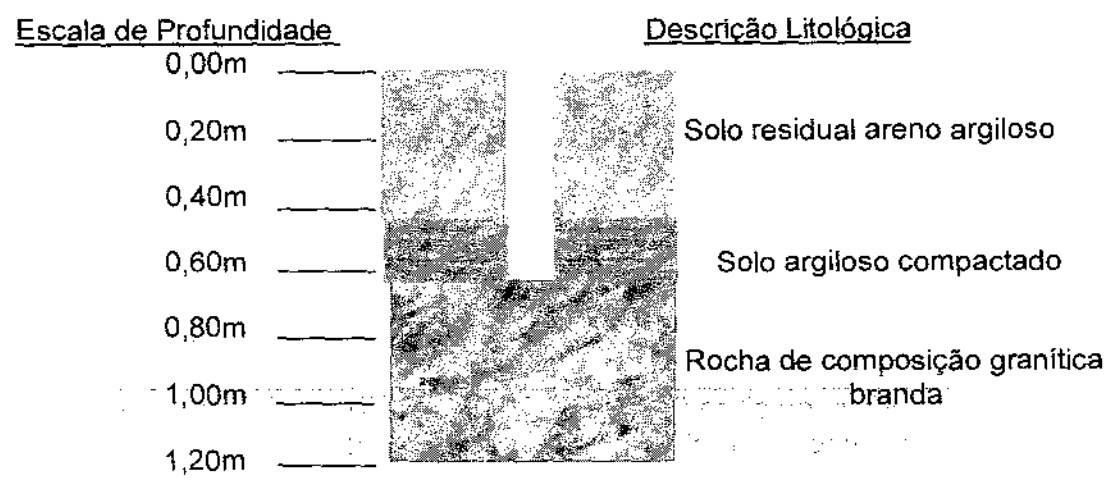 Escala de Profundidade
Descrição Litológica
0,00m
0,20m
Solo residual areno argiloso
0,40m
0,60m
Solo argiloso compactado
0,80m
Rocha de composição granítica
1,00m
branda
1,20m